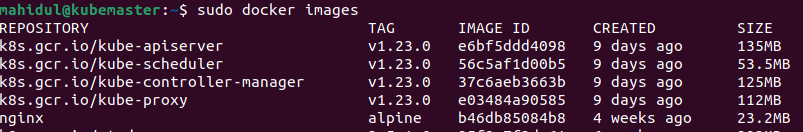 mahidul@kubemaster:~$ sudo docker images
REPOSITORY TAG IMAGE ID CREATED SIZE
k8s.gcr.io/kube-apiserver v1.23.0 e6bf5ddd4098 9 days ago 135MB
k8s.gcr.io/kube-scheduler v1.23.0 56c5af1d00b5 9 days ago 53.5MB
k8s.gcr.io/kube-controller-manager v1.23.0 37c6aeb3663b 9 days ago 125MB
k8s.gcr.io/kube-proxy v1.23.0 e03484a90585 9 days ago 112MB
nginx alpine b46db85084b8 4 weeks ago 23.2MB